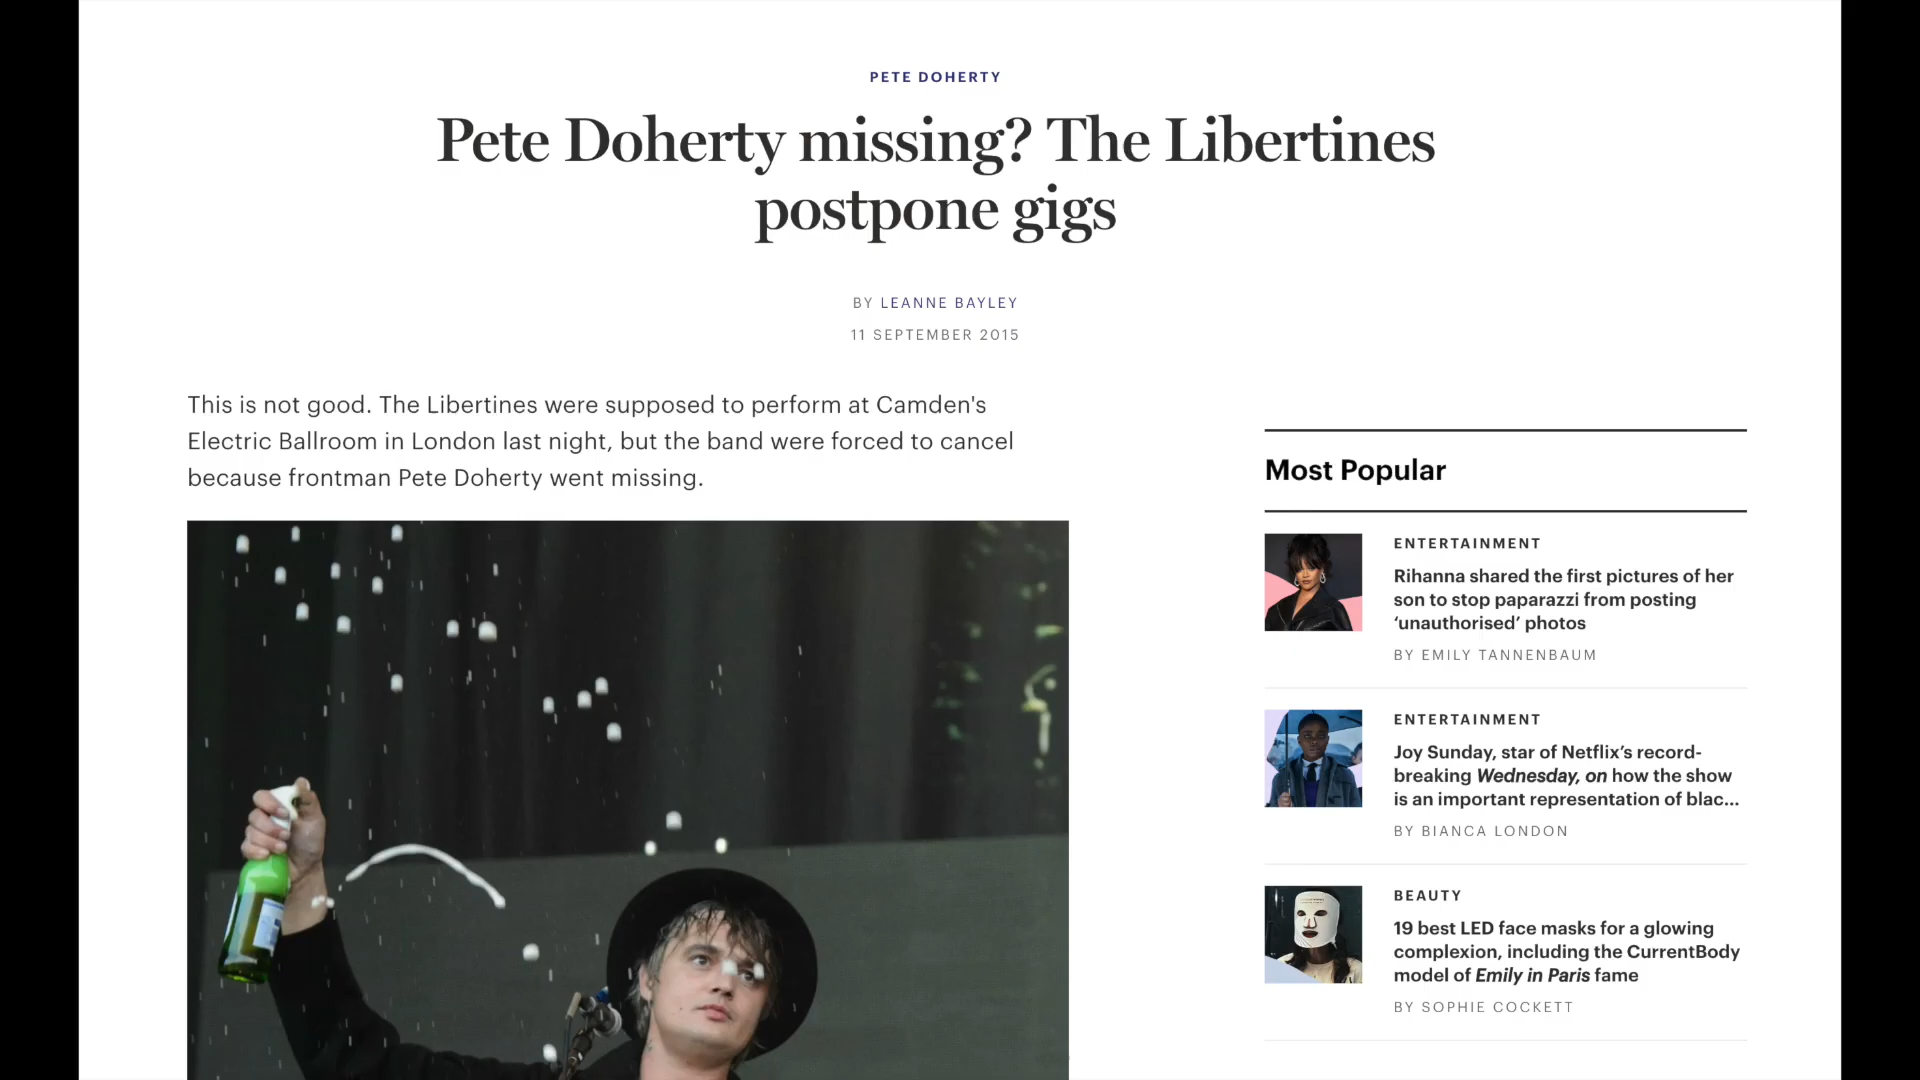 PETE DOHERTY
Pete Doherty missing? The Libertines
postpone gigs
BY LEANNE BAYLEY
11 SEPTEMBER 2015
This is not good. The Libertines were supposed to perform at Camden's
Electric Ballroom in London last night, but the band were forced to cancel
because frontman Pete Doherty went missing.
Most Popular
ENTERTAINMENT
Rihanna shared the first pictures of her
son to stop paparazzi from posting
‘unauthorised’ photos
BY EMILY TANNENBAUM
ENTERTAINMENT
Joy Sunday, star of Netflix’s record-
breaking Wednesday, on how the show
is an important representation of blac...
BY BIANCA LONDON
BEAUTY
19 best LED face masks for a glowing
complexion, including the CurrentBody
model of Emily in Paris fame
BY SOPHIE COCKETT